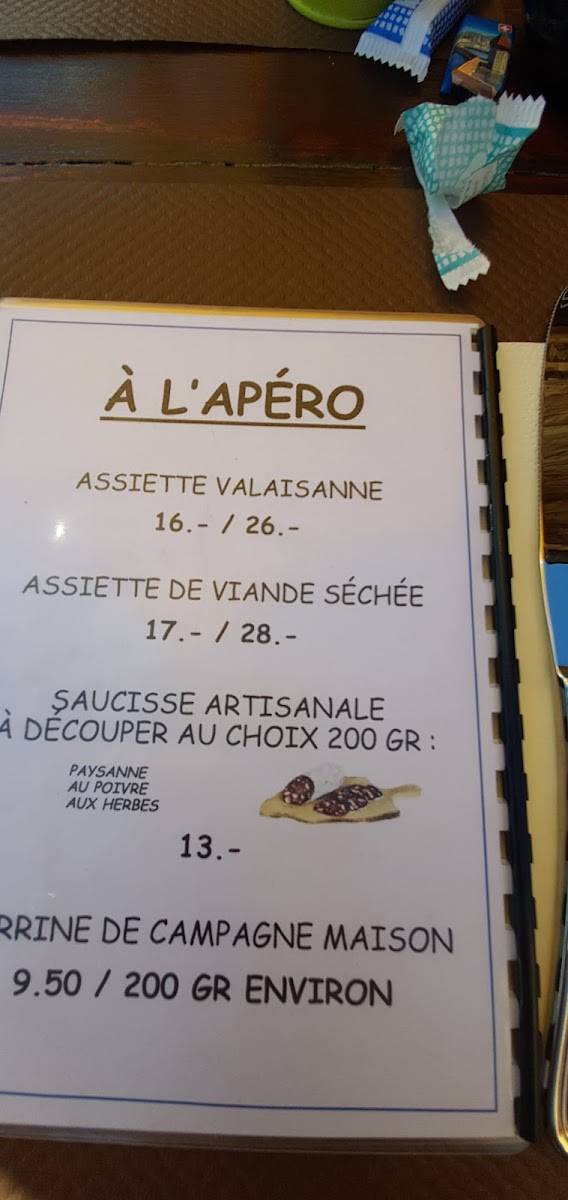 À L'APÉRO
ASSIETTE VALAISANNE
16.- / 26.-
ASSIETTE DE VIANDE SÉCHÉE
17.- / 28.-
SAUCISSE ARTISANALE
À DÉCOUPER AU CHOIX 200 GR :
PAYSANNE
AU POIVRE
AUX HERBES
13.-
RRINE DE CAMPAGNE MAISON
9.50 / 200 GR ENVIRON